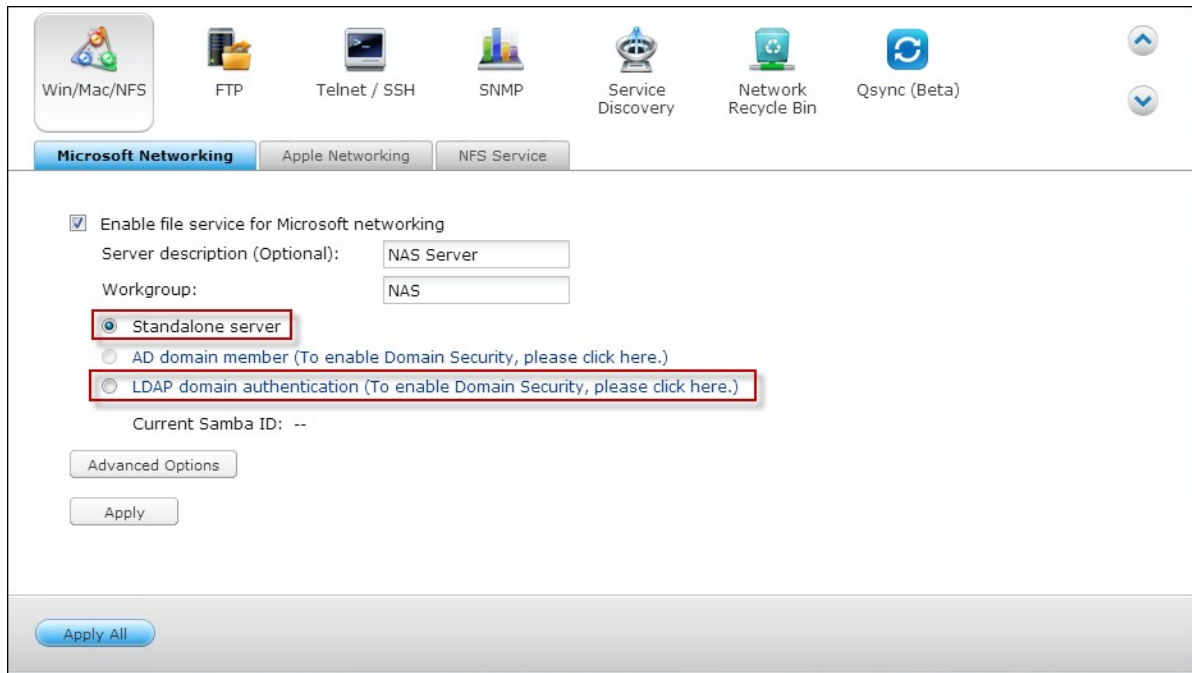 Win/Mac/NFS
FTP
Telnet / SSH
SNMP
Service
Discovery
Network
Recycle Bin
Qsync (Beta)
Microsoft Networking
Apple Networking
NFS Service
Enable file service for Microsoft networking
Server description (Optional):
NAS Server
Workgroup:
NAS
Standalone server
AD domain member (To enable Domain Security, please click here.)
LDAP domain authentication (To enable Domain Security, please click here.)
Current Samba ID: --
Advanced Options
Apply
Apply All